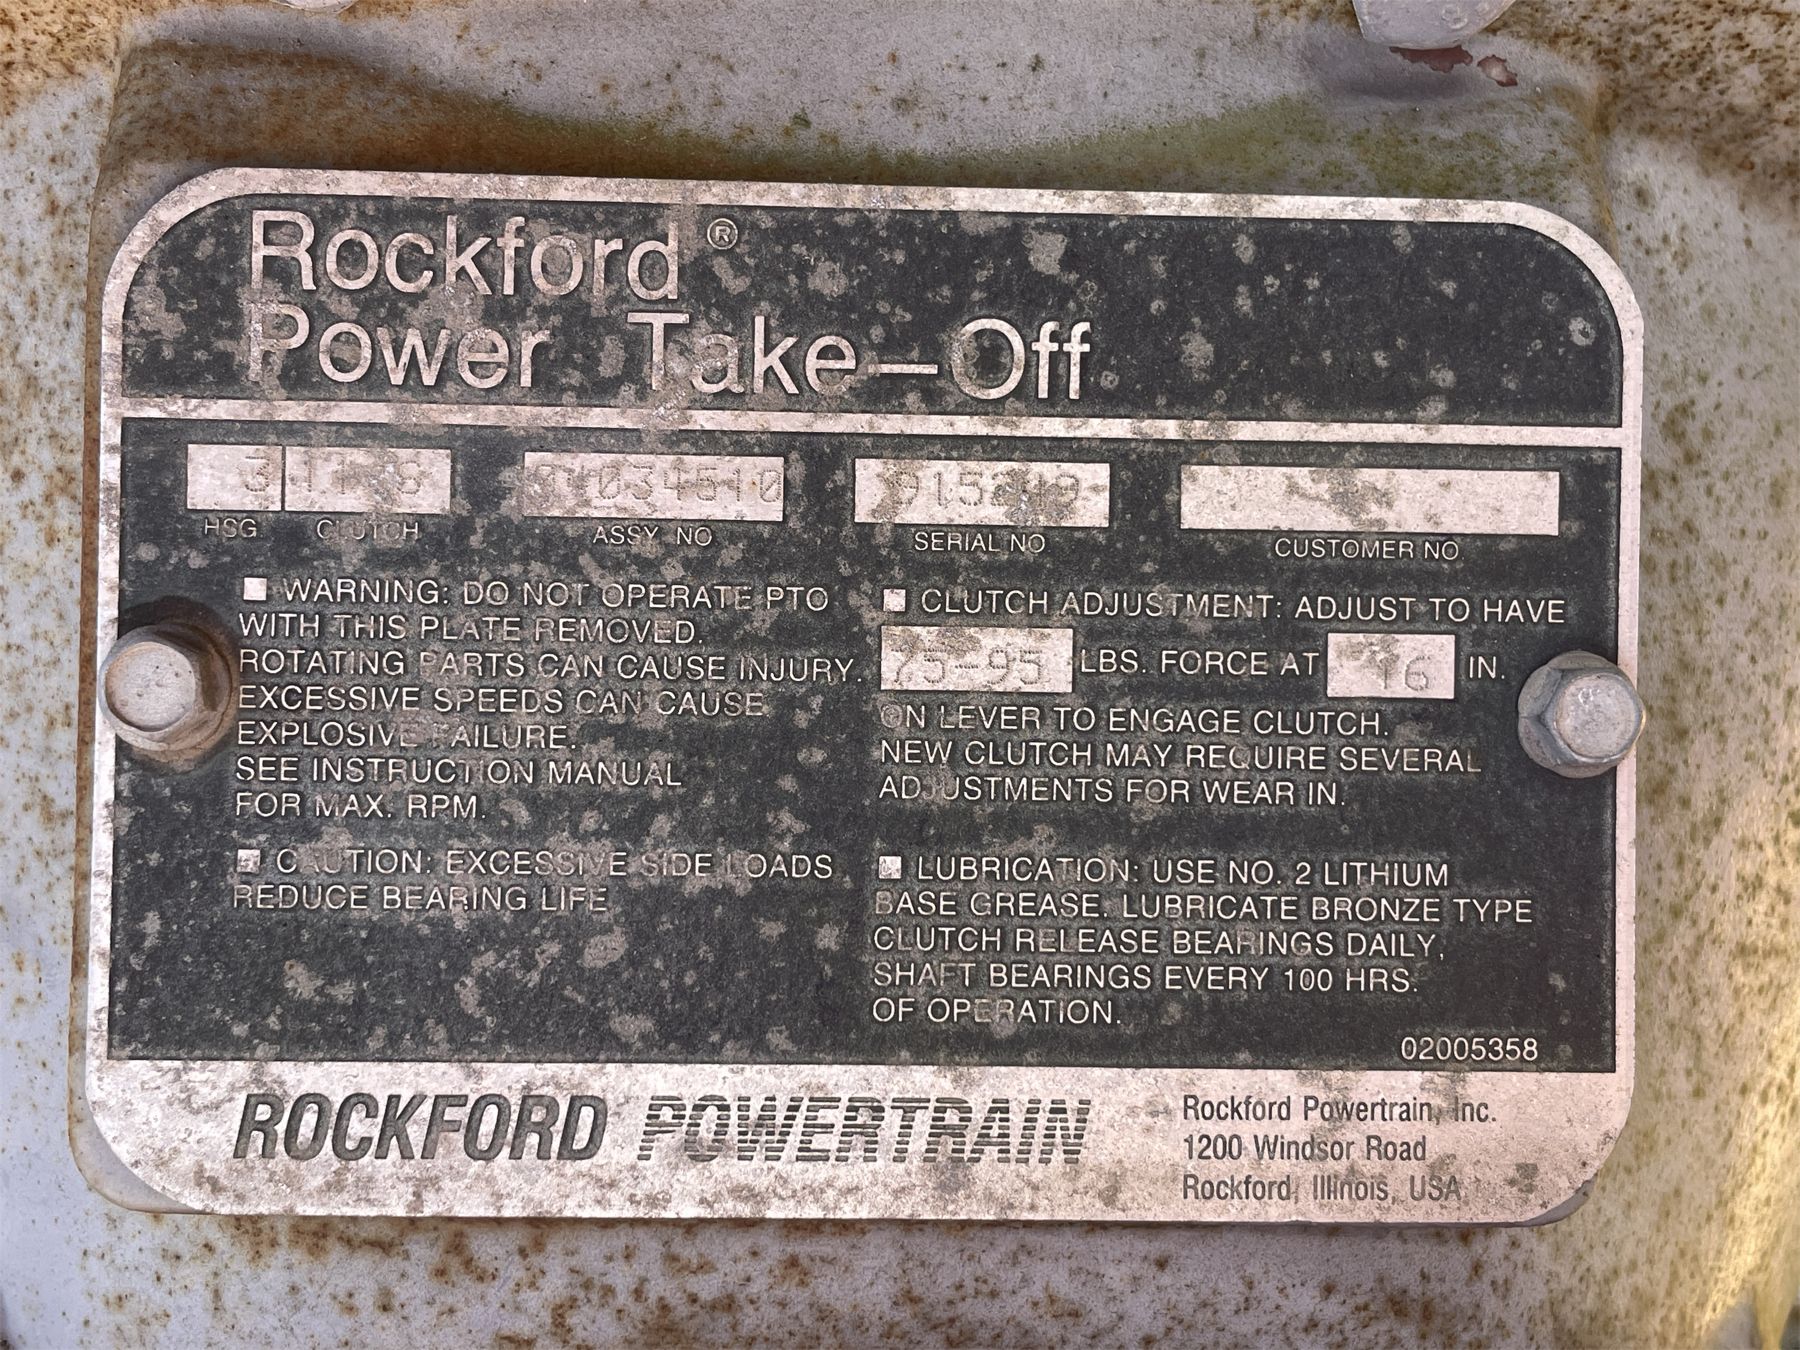 Rockford®
Power Take-Off
3
HSG CLUTCH ASSY NO SERIAL NO CUSTOMER NO.
WARNING: DO NOT OPERATE PTO
WITH THIS PLATE REMOVED.
ROTATING PARTS CAN CAUSE INJURY.
EXCESSIVE SPEEDS CAN CAUSE
EXPLOSIVE FAILURE.
SEE INSTRUCTION MANUAL
FOR MAX. RPM.
CAUTION: EXCESSIVE SIDE LOADS
REDUCE BEARING LIFE
CLUTCH ADJUSTMENT: ADJUST TO HAVE
75-95 LBS. FORCE AT 16 IN.
ON LEVER TO ENGAGE CLUTCH.
NEW CLUTCH MAY REQUIRE SEVERAL
ADJUSTMENTS FOR WEAR IN.
LUBRICATION: USE NO. 2 LITHIUM
BASE GREASE. LUBRICATE BRONZE TYPE
CLUTCH RELEASE BEARINGS DAILY,
SHAFT BEARINGS EVERY 100 HRS.
OF OPERATION.
02005358
ROCKFORD POWERTRAIN
Rockford Powertrain, Inc.
1200 Windsor Road
Rockford, Illinois, USA